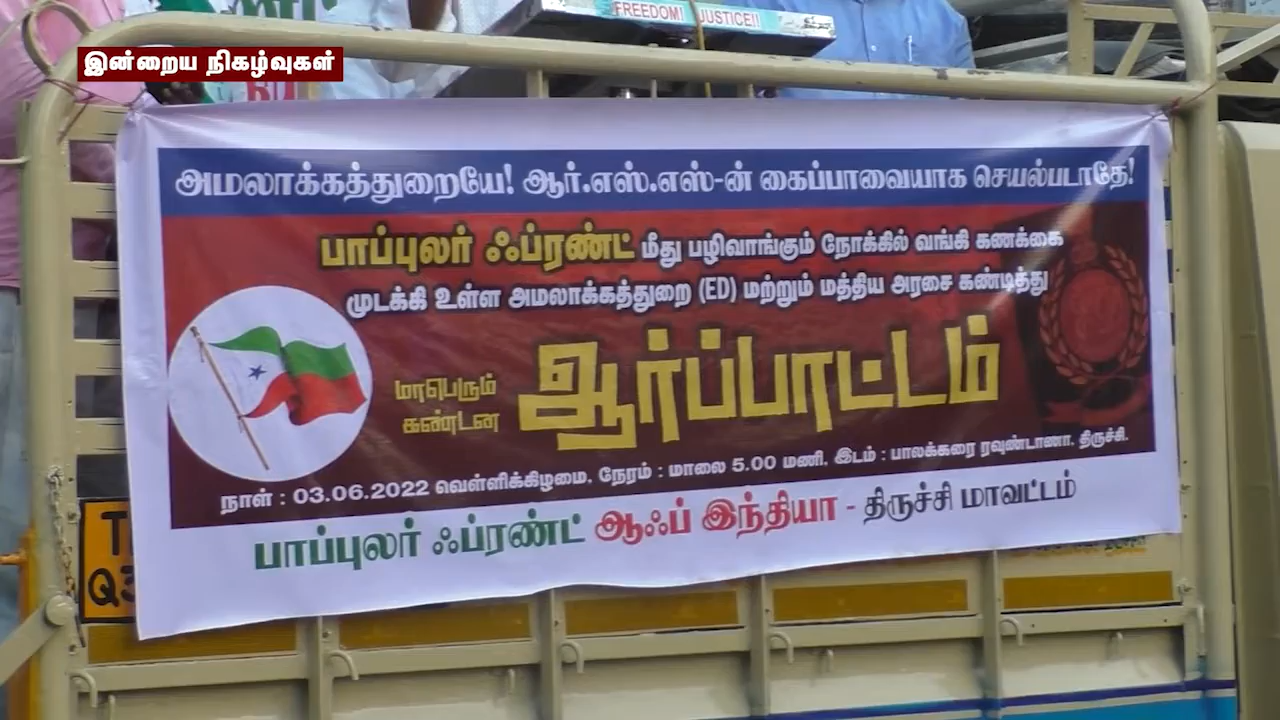 FREEDOM! JUSTICE!!
இன்றைய நிகழ்வுகள்
அமலாக்கத்துறையே! ஆர்.எஸ்.எஸ்-ன் கைப்பாவையாக செயல்படாதே!
பாப்புலர் ஃப்ரண்ட் மீது பழிவாங்கும் நோக்கில் வங்கி கணக்கை
முடக்கி உள்ள அமலாக்கத்துறை (ED) மற்றும் மத்திய அரசை கண்டித்து
மாபெரும்
கண்டன ஆர்ப்பாட்டம்
நாள் : 03.06.2022 வெள்ளிக்கிழமை. நேரம் : மாலை 5.00 மணி. இடம் : பாலக்கரை ரவுண்டானா. திருச்சி.
பாப்புலர் ஃப்ரண்ட் ஆஃப் இந்தியா - திருச்சி மாவட்டம்